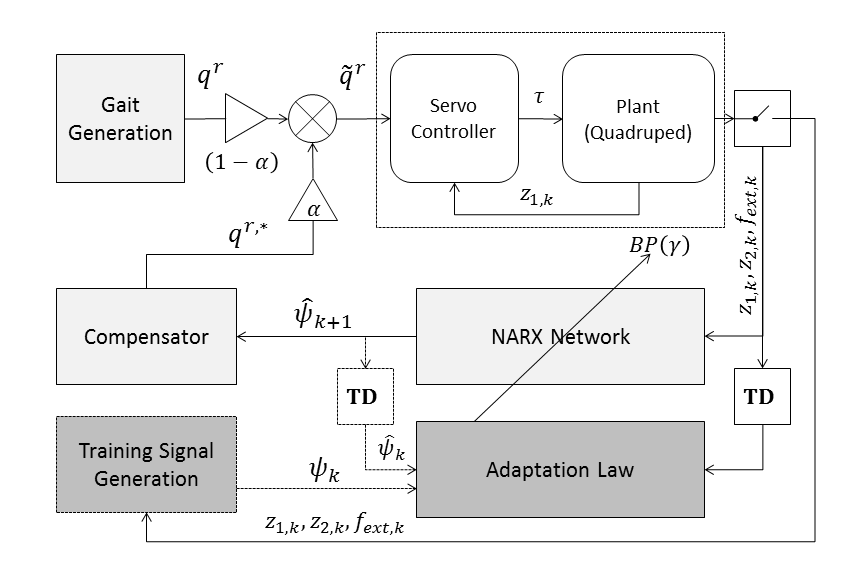 q^r
q̃^r
Gait
Generation
(1 − α)
Servo
Controller
τ
Plant
(Quadruped)
z_{1,k}
α
q^{r,*}
BP(γ)
z_{1,k}, z_{2,k}, f_{ext,k}
Compensator
ψ̂_{k+1}
NARX Network
TD
TD
Training Signal
Generation
ψ̂_k
ψ_k
Adaptation Law
z_{1,k}, z_{2,k}, f_{ext,k}